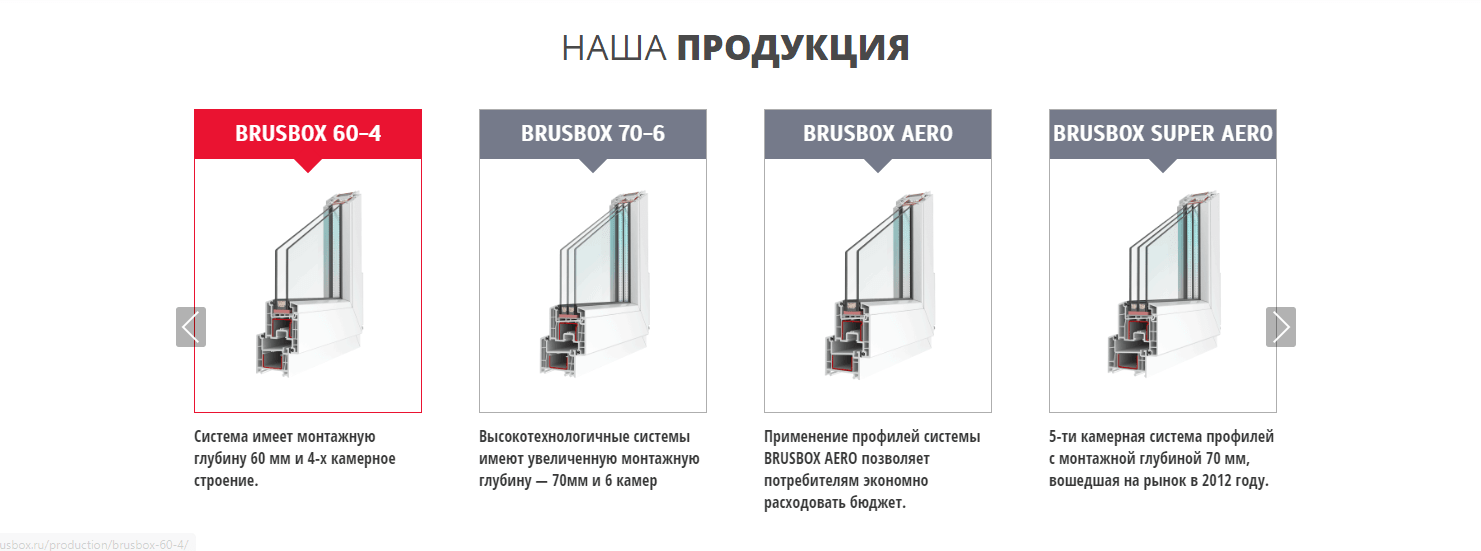 НАША ПРОДУКЦИЯ
BRUSBOX 60-4
BRUSBOX 70-6
BRUSBOX AERO
BRUSBOX SUPER AERO
Система имеет монтажную
глубину 60 мм и 4-х камерное
строение.
Высокотехнологичные системы
имеют увеличенную монтажную
глубину — 70мм и 6 камер
Применение профилей системы
BRUSBOX AERO позволяет
потребителям экономно
расходовать бюджет.
5-ти камерная система профилей
с монтажной глубиной 70 мм,
вошедшая на рынок в 2012 году.
usbox.ru/production/brusbox-60-4/